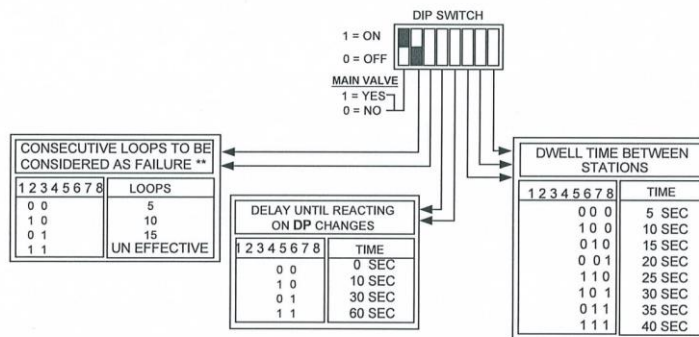 DIP SWITCH
1 = ON
0 = OFF
MAIN VALVE
1 = YES
0 = NO
CONSECUTIVE LOOPS TO BE
CONSIDERED AS FAILURE **
1 2 3 4 5 6 7 8 LOOPS
0 0 5
1 0 10
0 1 15
1 1 UN EFFECTIVE
DELAY UNTIL REACTING
ON DP CHANGES
1 2 3 4 5 6 7 8 TIME
0 0 0 SEC
1 0 10 SEC
0 1 30 SEC
1 1 60 SEC
DWELL TIME BETWEEN
STATIONS
1 2 3 4 5 6 7 8 TIME
0 0 0 5 SEC
1 0 0 10 SEC
0 1 0 15 SEC
0 0 1 20 SEC
1 1 0 25 SEC
1 0 1 30 SEC
0 1 1 35 SEC
1 1 1 40 SEC